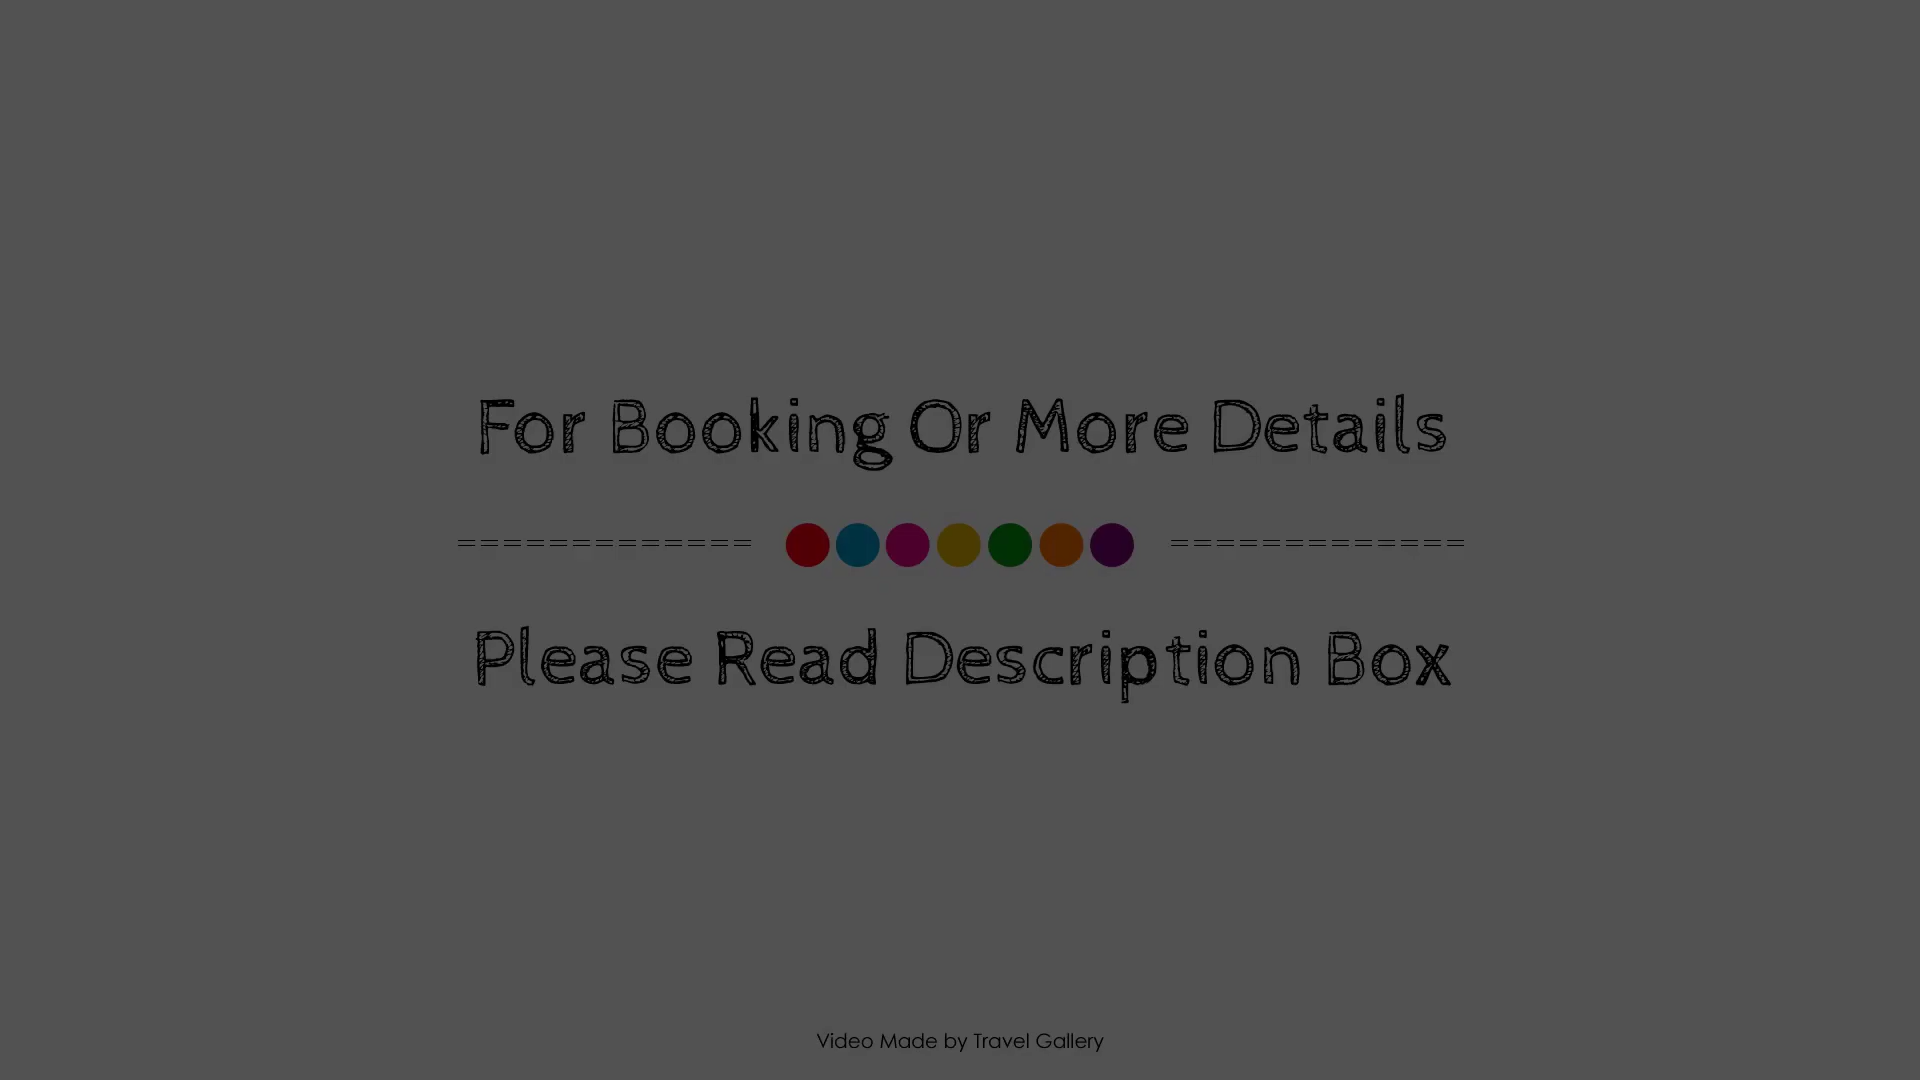 For Booking Or More Details
============= =============
Please Read Description Box
Video Made by Travel Gallery